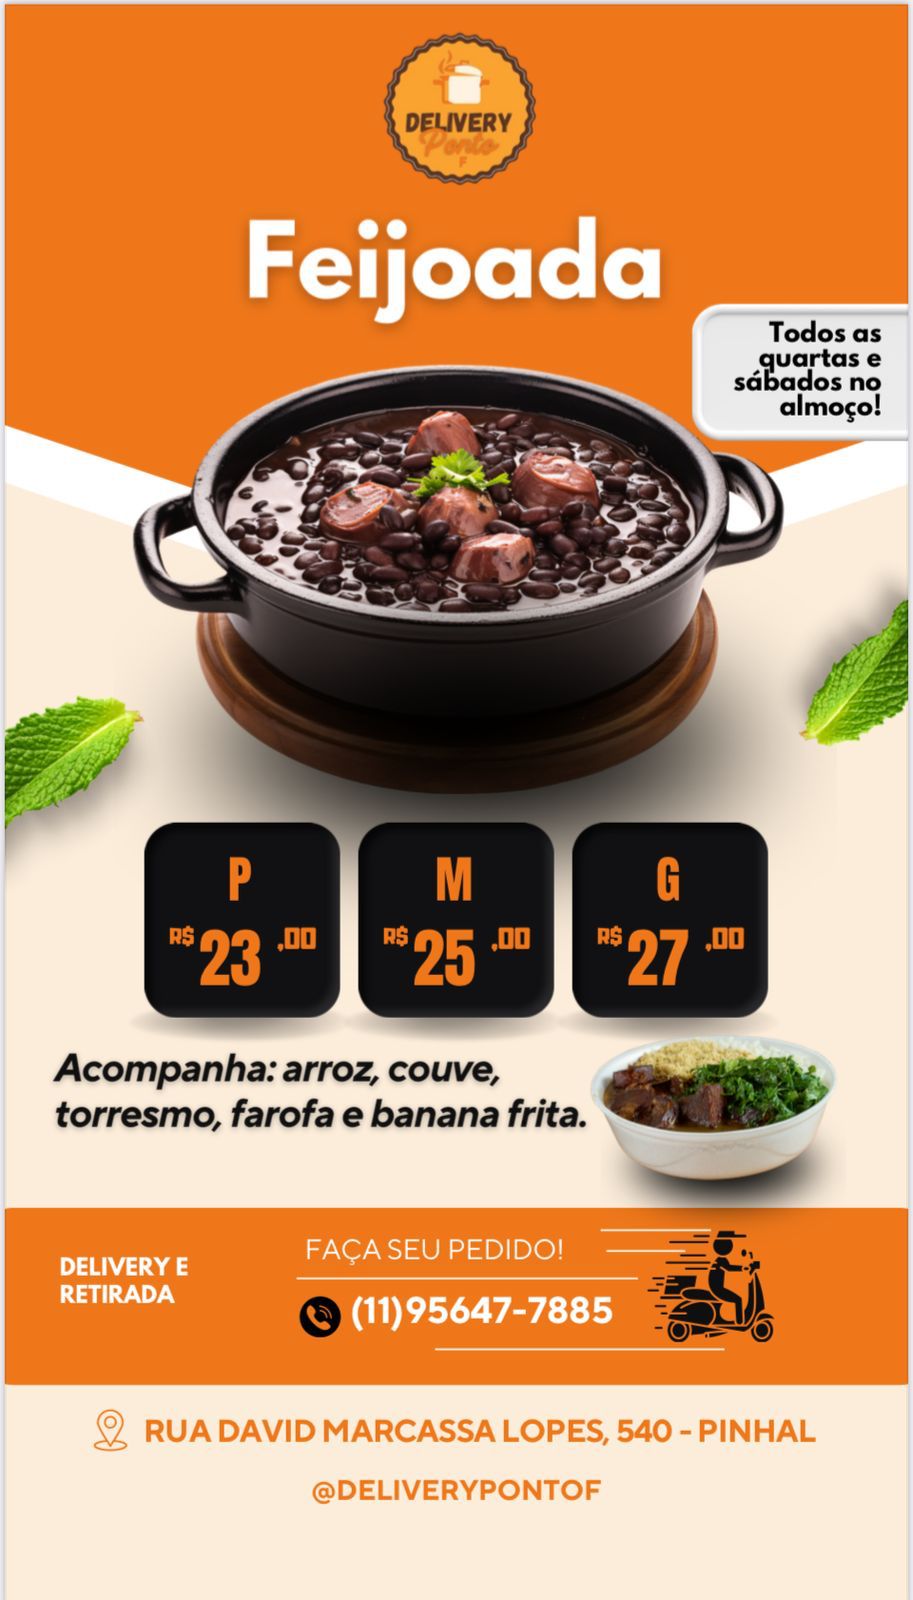 DELIVERY
Ponto
F
Feijoada
Todos as
quartas e
sábados no
almoço!
P
M
G
R$ 23 ,00
R$ 25 ,00
R$ 27 ,00
Acompanha: arroz, couve,
torresmo, farofa e banana frita.
DELIVERY E
RETIRADA
FAÇA SEU PEDIDO!
(11)95647-7885
RUA DAVID MARCASSA LOPES, 540 - PINHAL
@DELIVERYPONTOF